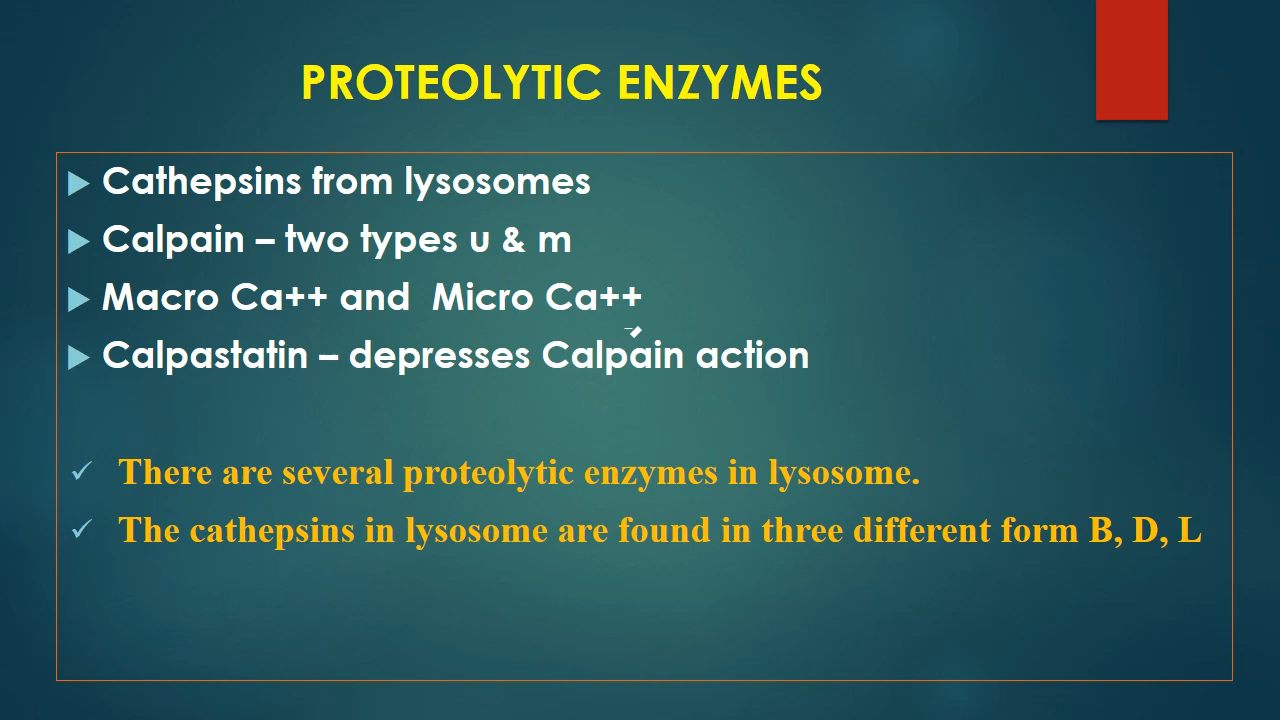 PROTEOLYTIC ENZYMES
Cathepsins from lysosomes
Calpain – two types u & m
Macro Ca++ and Micro Ca++
Calpastatin – depresses Calpain action
There are several proteolytic enzymes in lysosome.
The cathepsins in lysosome are found in three different form B, D, L